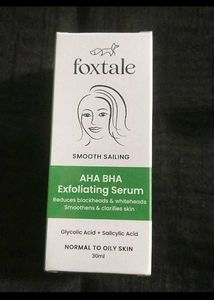 foxtale
SMOOTH SAILING
AHA BHA
Exfoliating Serum
Reduces blackheads & whiteheads
Smoothens & clarifies skin
Glycolic Acid + Salicylic Acid
NORMAL TO OILY SKIN
30ml